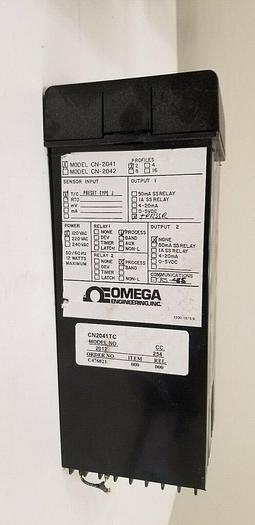 MODEL CN-2041
MODEL CN-2042
PROFILES
2 4
8 16
SENSOR INPUT
T/C PRESET TYPE J
RTD
mV
mA
OUTPUT 1
50mA SS RELAY
1A SS RELAY
4-20mA
0-5VDC
POWER
120 VAC
220 VAC
240 VAC
50/60 HZ
12 WATTS
MAXIMUM
RELAY 1
NONE PROCESS
DEV BAND
TIMER AUX
LATCH NON-L
RELAY 2
NONE PROCESS
DEV BAND
TIMER
LATCH NON-L
OUTPUT 2
NONE
50mA SS RELAY
1A SS RELAY
4-20mA
0-5VDC
COMMUNICATIONS
OMEGA
ENGINEERING, INC.
CN2041TC
MODEL NO. CC.
2012 254
ORDER NO. ITEM REL.
C476821 000 000